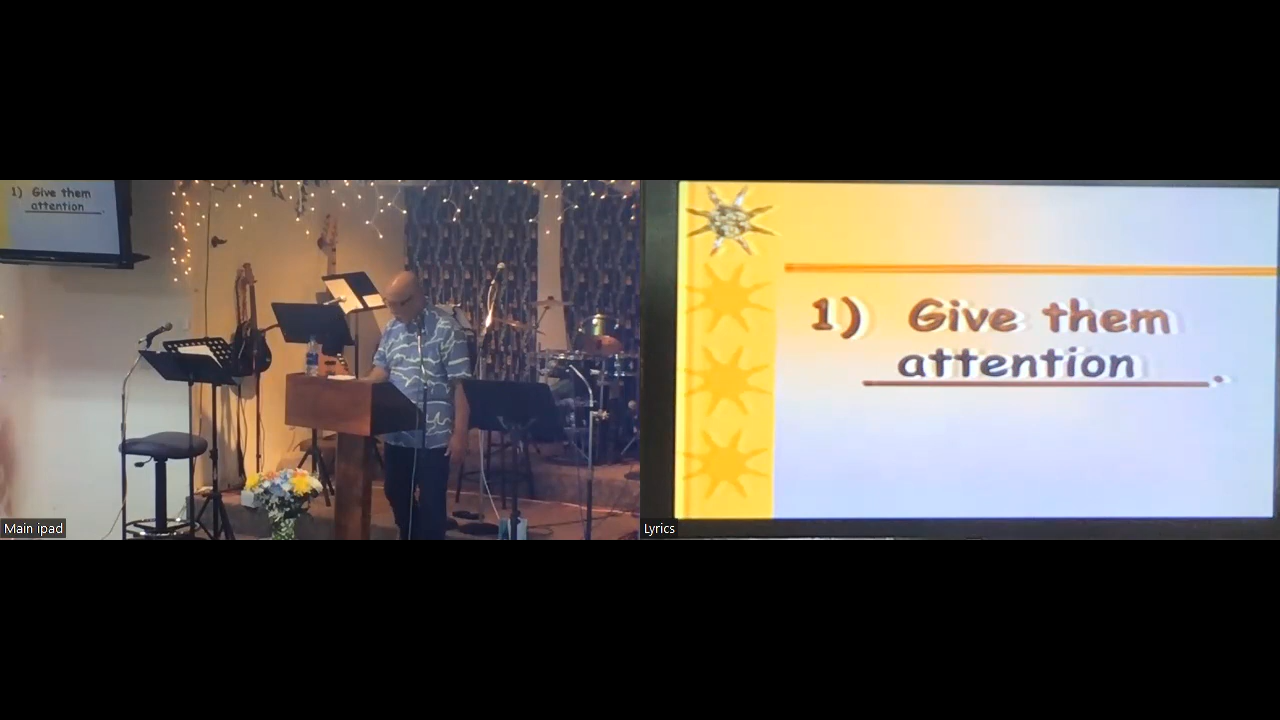 1) Give them
attention.
Main ipad
1) Give them
attention.
Lyrics